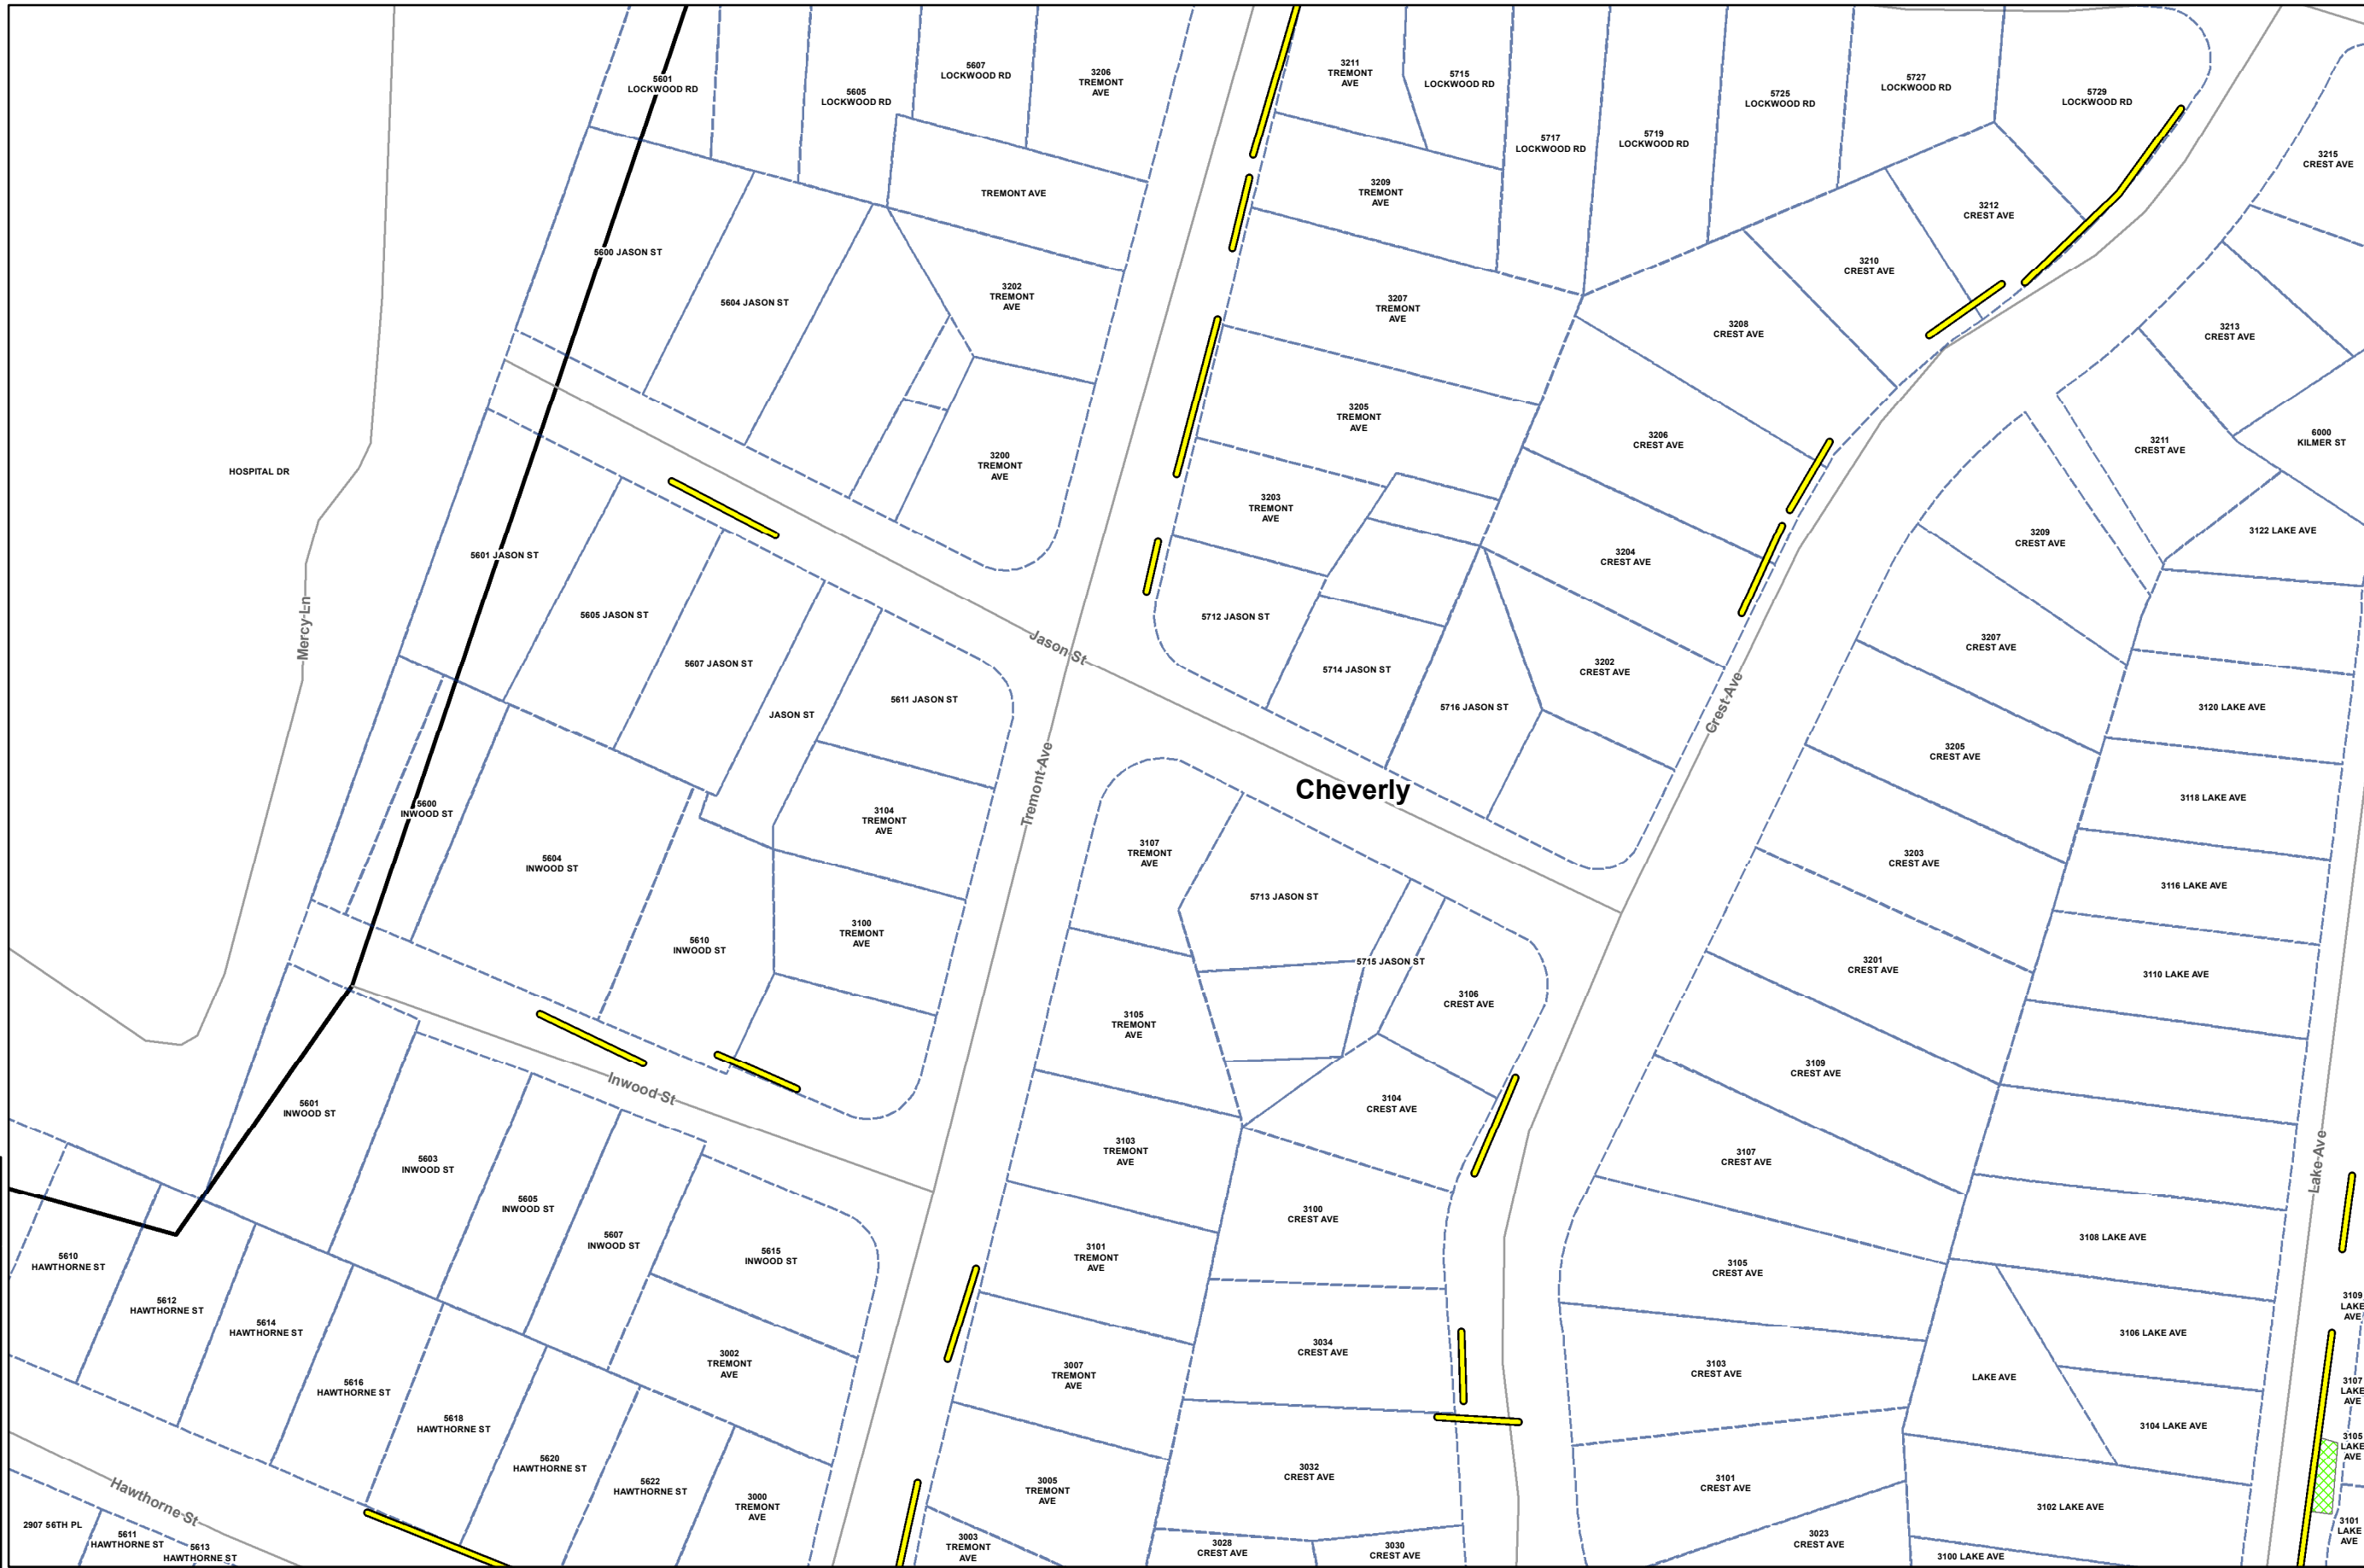 5601
LOCKWOOD RD
5605
LOCKWOOD RD
5607
LOCKWOOD RD
3206
TREMONT
AVE
3211
TREMONT
AVE
5715
LOCKWOOD RD
5717
LOCKWOOD RD
5719
LOCKWOOD RD
5725
LOCKWOOD RD
5727
LOCKWOOD RD
5729
LOCKWOOD RD
3215
CREST AVE
TREMONT AVE
3209
TREMONT
AVE
3212
CREST AVE
5600 JASON ST
5604 JASON ST
3202
TREMONT
AVE
3207
TREMONT
AVE
3210
CREST AVE
3208
CREST AVE
3213
CREST AVE
3205
TREMONT
AVE
3206
CREST AVE
3211
CREST AVE
6000
KILMER ST
HOSPITAL DR
3200
TREMONT
AVE
3203
TREMONT
AVE
3209
CREST AVE
3122 LAKE AVE
5601 JASON ST
3204
CREST AVE
Mercy Ln
5605 JASON ST
5712 JASON ST
Jason St
3207
CREST AVE
5607 JASON ST
5714 JASON ST
3202
CREST AVE
5611 JASON ST
JASON ST
5716 JASON ST
Crest Ave
3120 LAKE AVE
3205
CREST AVE
Tremont Ave
Cheverly
3118 LAKE AVE
5600
INWOOD ST
3104
TREMONT
AVE
3107
TREMONT
AVE
3203
CREST AVE
5604
INWOOD ST
5713 JASON ST
3116 LAKE AVE
5610
INWOOD ST
3100
TREMONT
AVE
5715 JASON ST
3201
CREST AVE
3110 LAKE AVE
3106
CREST AVE
3105
TREMONT
AVE
3109
CREST AVE
Inwood St
5601
INWOOD ST
3104
CREST AVE
3103
TREMONT
AVE
3107
CREST AVE
Lake Ave
5603
INWOOD ST
5605
INWOOD ST
5607
INWOOD ST
5615
INWOOD ST
3100
CREST AVE
3108 LAKE AVE
3101
TREMONT
AVE
3105
CREST AVE
5610
HAWTHORNE ST
5612
HAWTHORNE ST
5614
HAWTHORNE ST
3109
LAKE
AVE
3002
TREMONT
AVE
3007
TREMONT
AVE
3034
CREST AVE
3103
CREST AVE
3106 LAKE AVE
LAKE AVE
5616
HAWTHORNE ST
3107
LAKE
AVE
5618
HAWTHORNE ST
3104 LAKE AVE
3105
LAKE
AVE
5620
HAWTHORNE ST
5622
HAWTHORNE ST
3000
TREMONT
AVE
3005
TREMONT
AVE
3032
CREST AVE
3101
CREST AVE
3102 LAKE AVE
Hawthorne St
2907 56TH PL
5611
HAWTHORNE ST
5613
HAWTHORNE ST
3003
TREMONT
AVE
3028
CREST AVE
3030
CREST AVE
3023
CREST AVE
3100 LAKE AVE
3101
LAKE
AVE